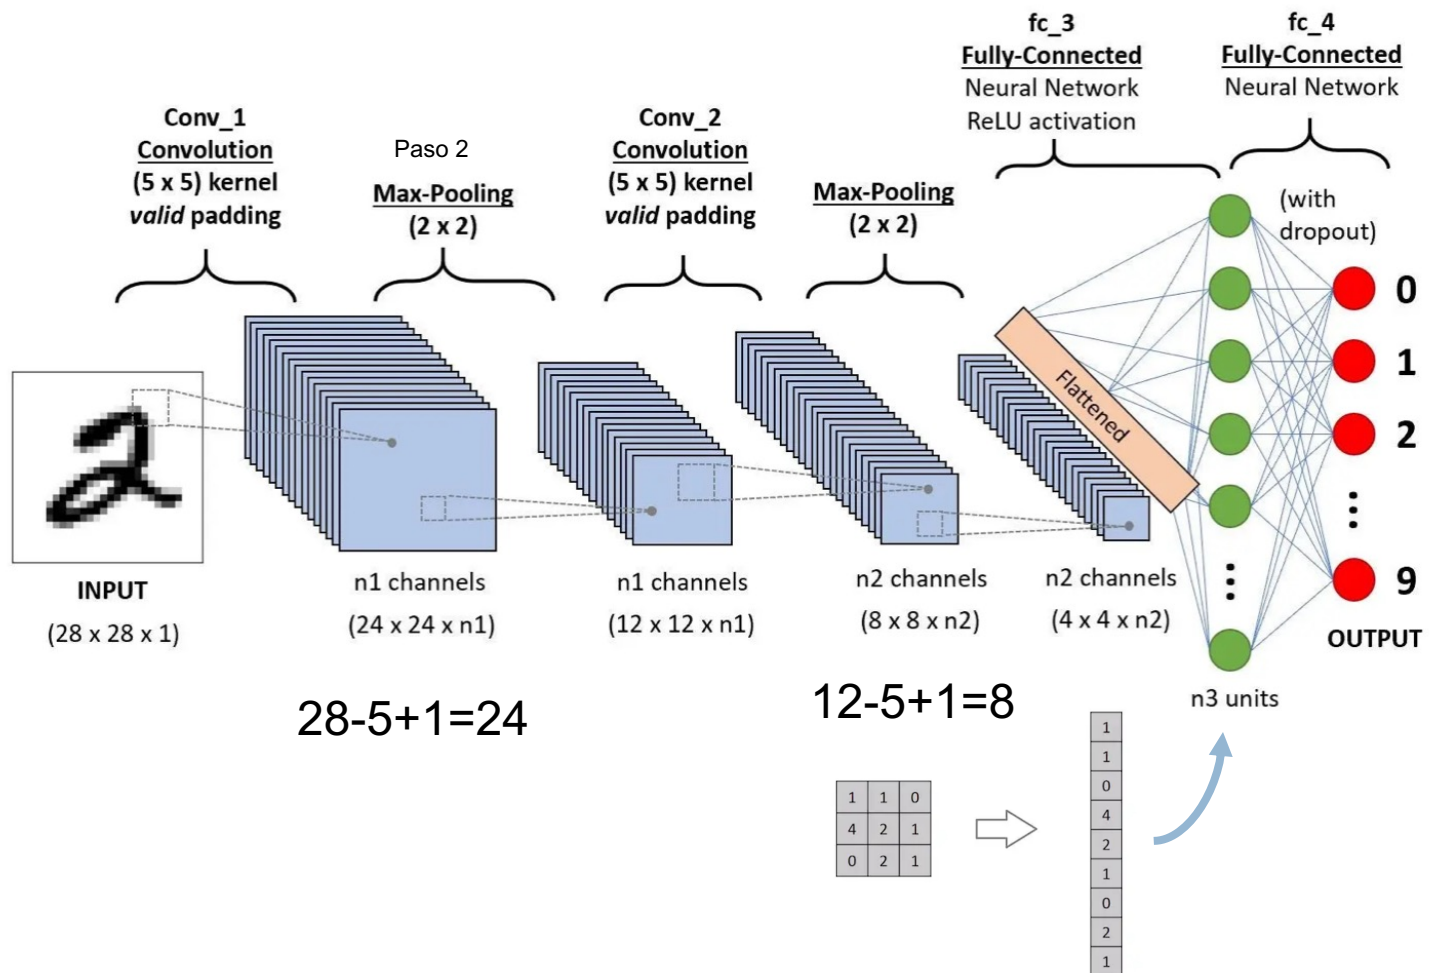 Conv_1
Convolution
(5 x 5) kernel
valid padding
Paso 2
Max-Pooling
(2 x 2)
Conv_2
Convolution
(5 x 5) kernel
valid padding
Max-Pooling
(2 x 2)
fc_3
Fully-Connected
Neural Network
ReLU activation
fc_4
Fully-Connected
Neural Network
(with
dropout)
Flattened
0
1
2
9
OUTPUT
INPUT
(28 x 28 x 1)
n1 channels
(24 x 24 x n1)
n1 channels
(12 x 12 x n1)
n2 channels
(8 x 8 x n2)
n2 channels
(4 x 4 x n2)
n3 units
28-5+1=24
12-5+1=8
1 1 0
4 2 1
0 2 1
1
1
0
4
2
1
0
2
1